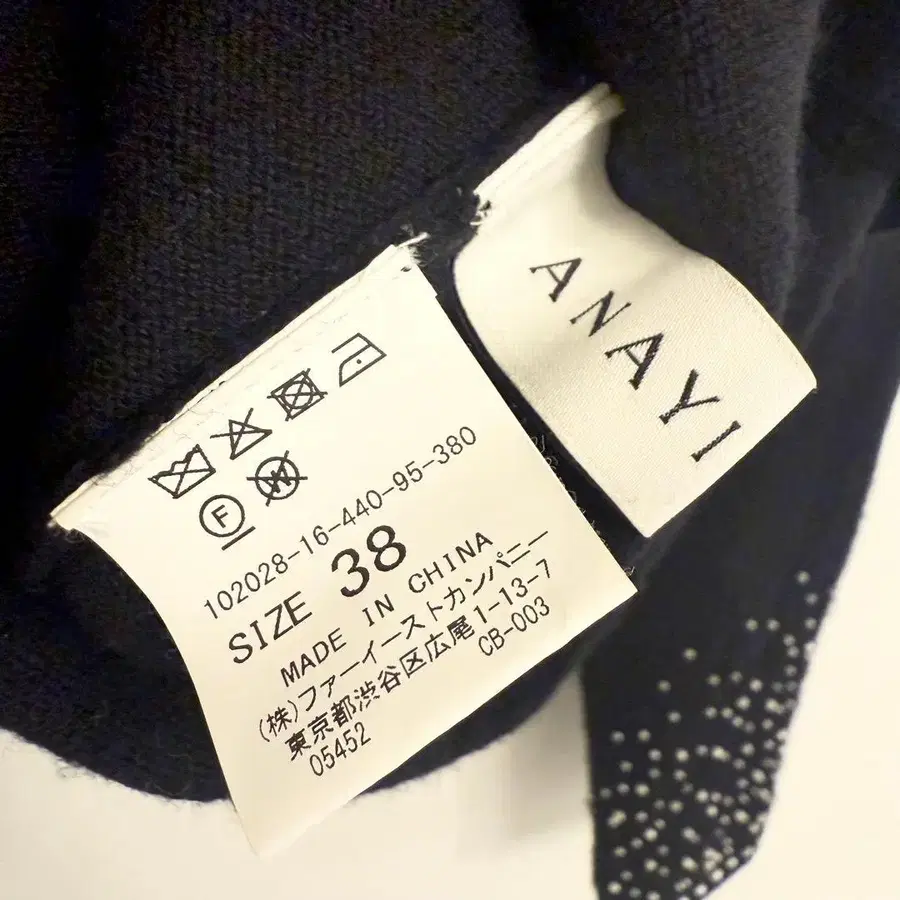 ANAYI
F
W
102028-16-440-95-380
SIZE 38
MADE IN CHINA
(株)ファーイーストカンパニー
東京都渋谷区広尾1-13-7
CB-003
05452